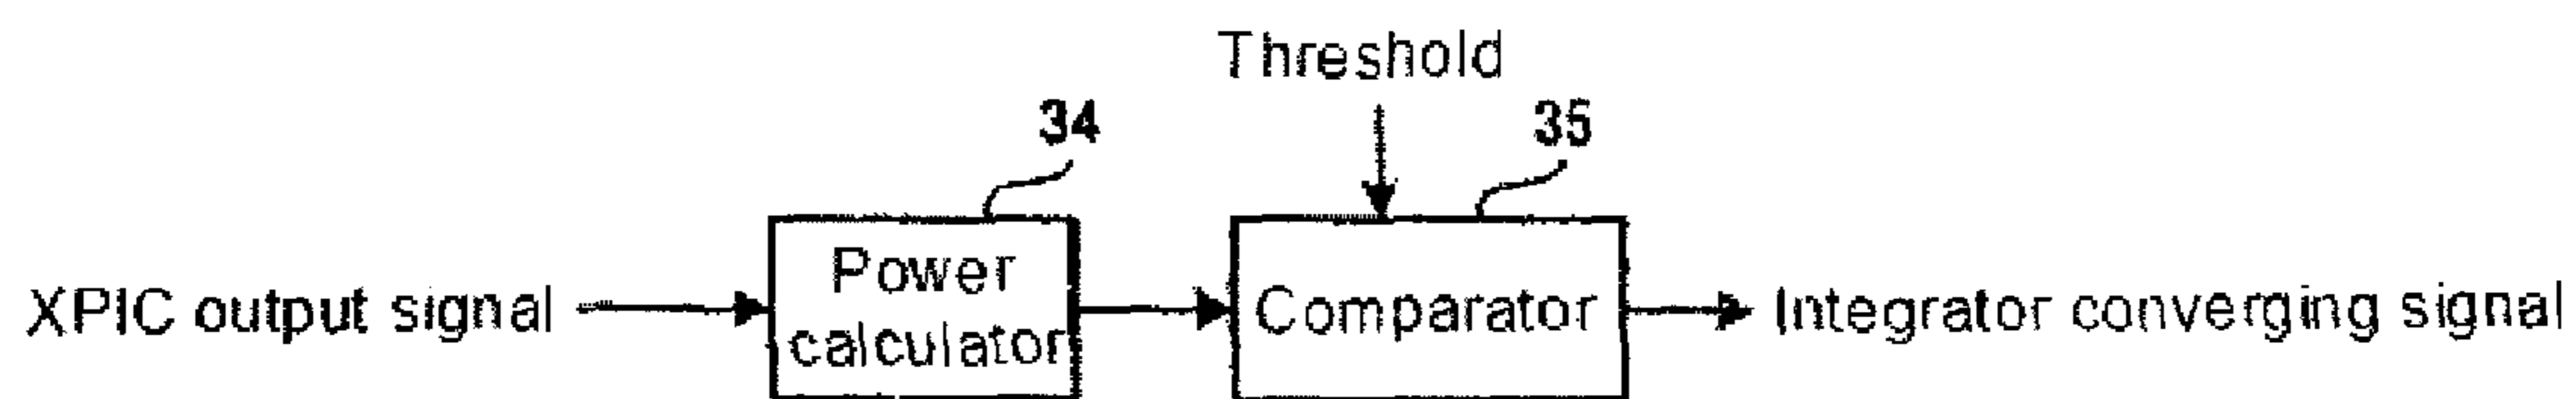 Threshold
34
35
XPIC output signal
Power
calculator
Comparator
Integrator converging signal